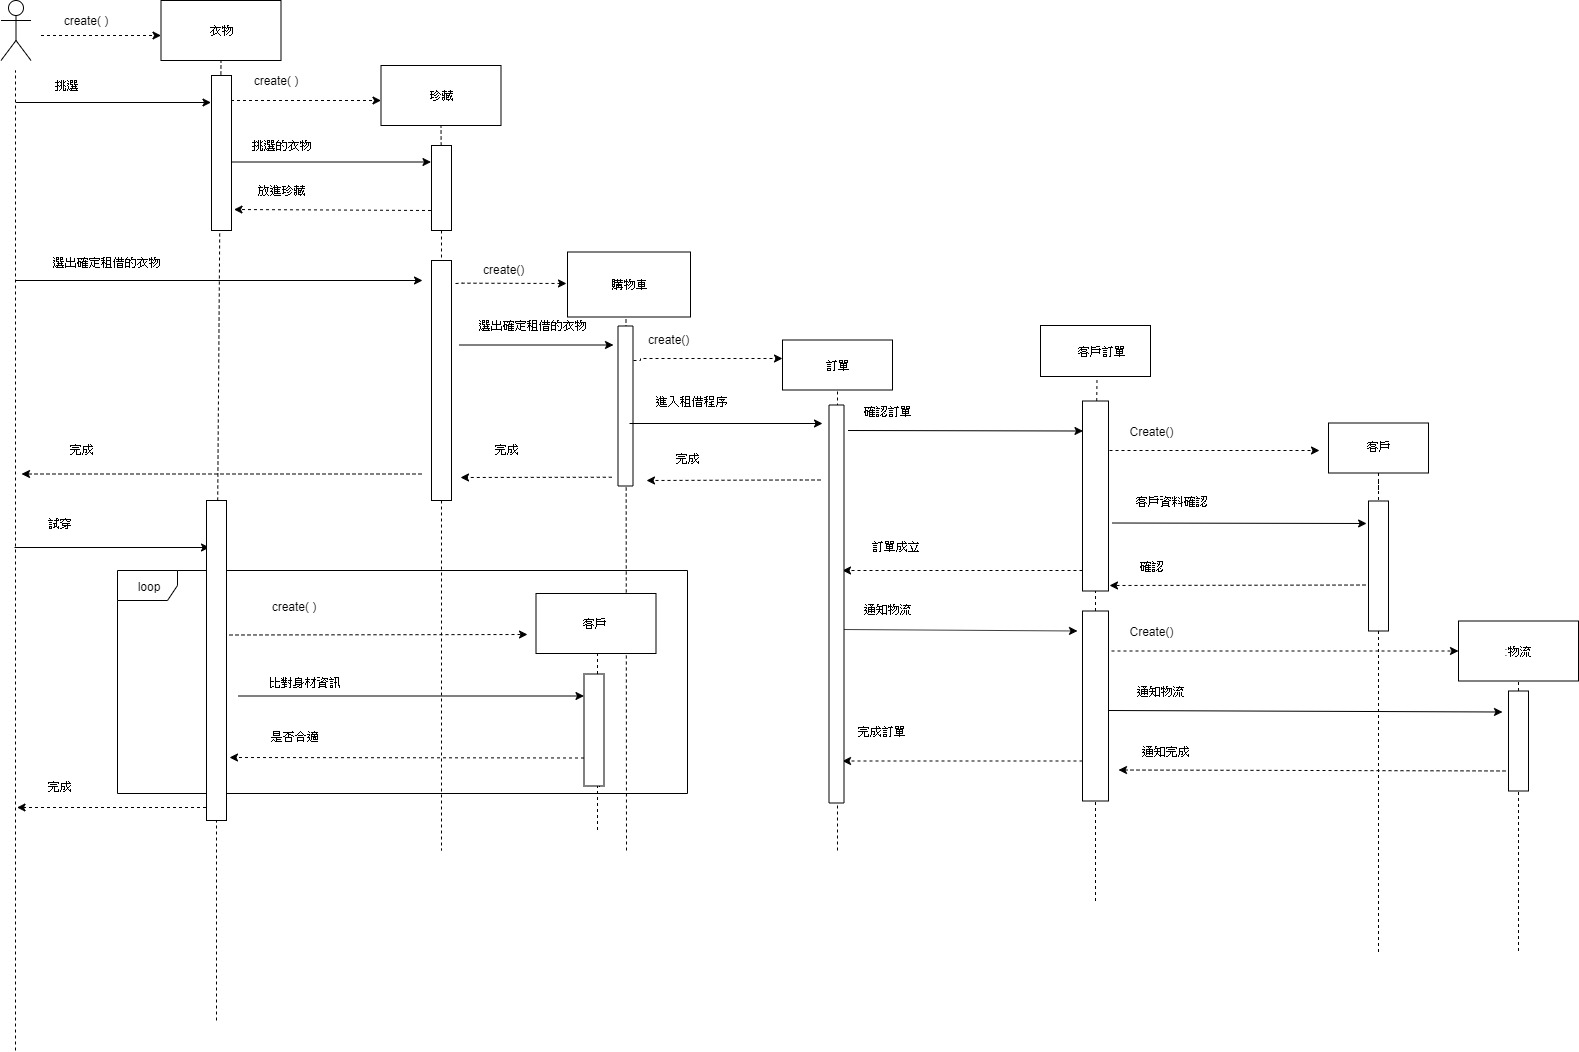 create( )
衣物
挑選
create( )
珍藏
挑選的衣物
放進珍藏
選出確定租借的衣物
create()
購物車
選出確定租借的衣物
create()
訂單
客戶訂單
進入租借程序
確認訂單
Create()
客戶
完成
完成
完成
客戶資料確認
試穿
訂單成立
確認
loop
create( )
客戶
通知物流
Create()
:物流
比對身材資訊
通知物流
是否合適
完成訂單
通知完成
完成